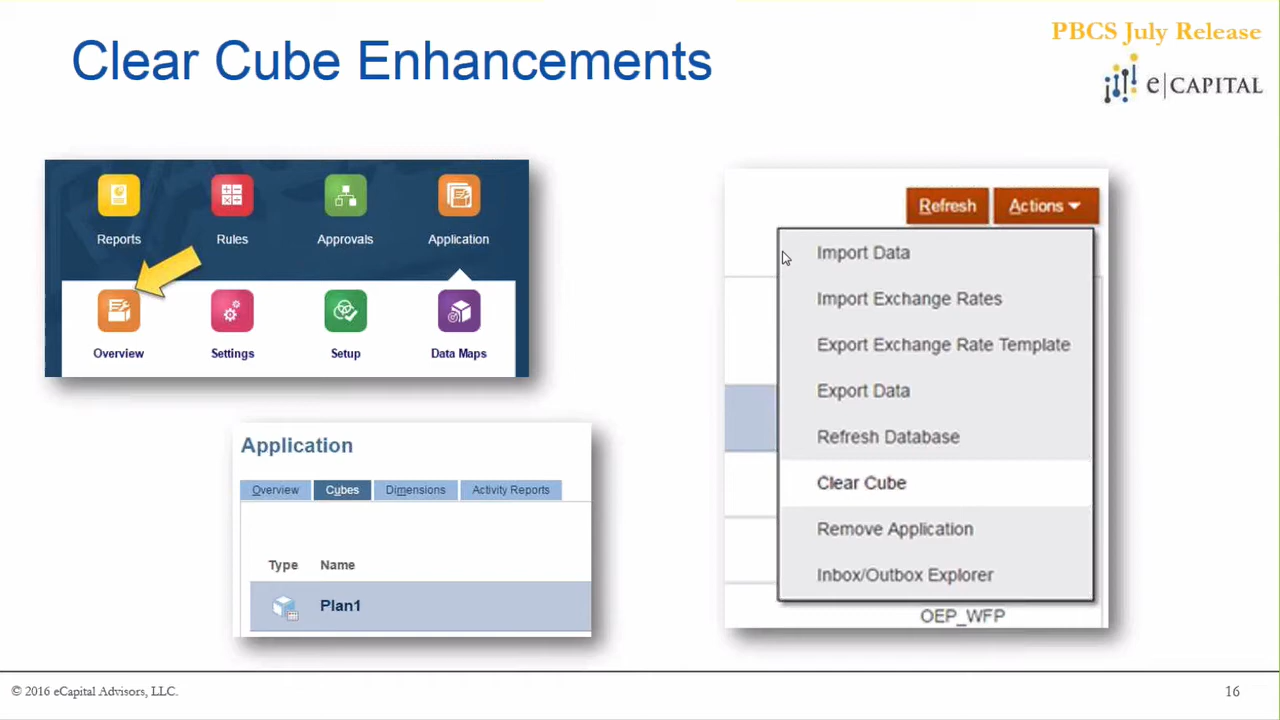 PBCS July Release
Clear Cube Enhancements
e|CAPITAL
Reports Rules Approvals Application
Overview Settings Setup Data Maps
Application
Overview Cubes Dimensions Activity Reports
Type Name
Plan1
Refresh Actions
Import Data
Import Exchange Rates
Export Exchange Rate Template
Export Data
Refresh Database
Clear Cube
Remove Application
Inbox/Outbox Explorer
OEP_WFP
© 2016 eCapital Advisors, LLC.
16